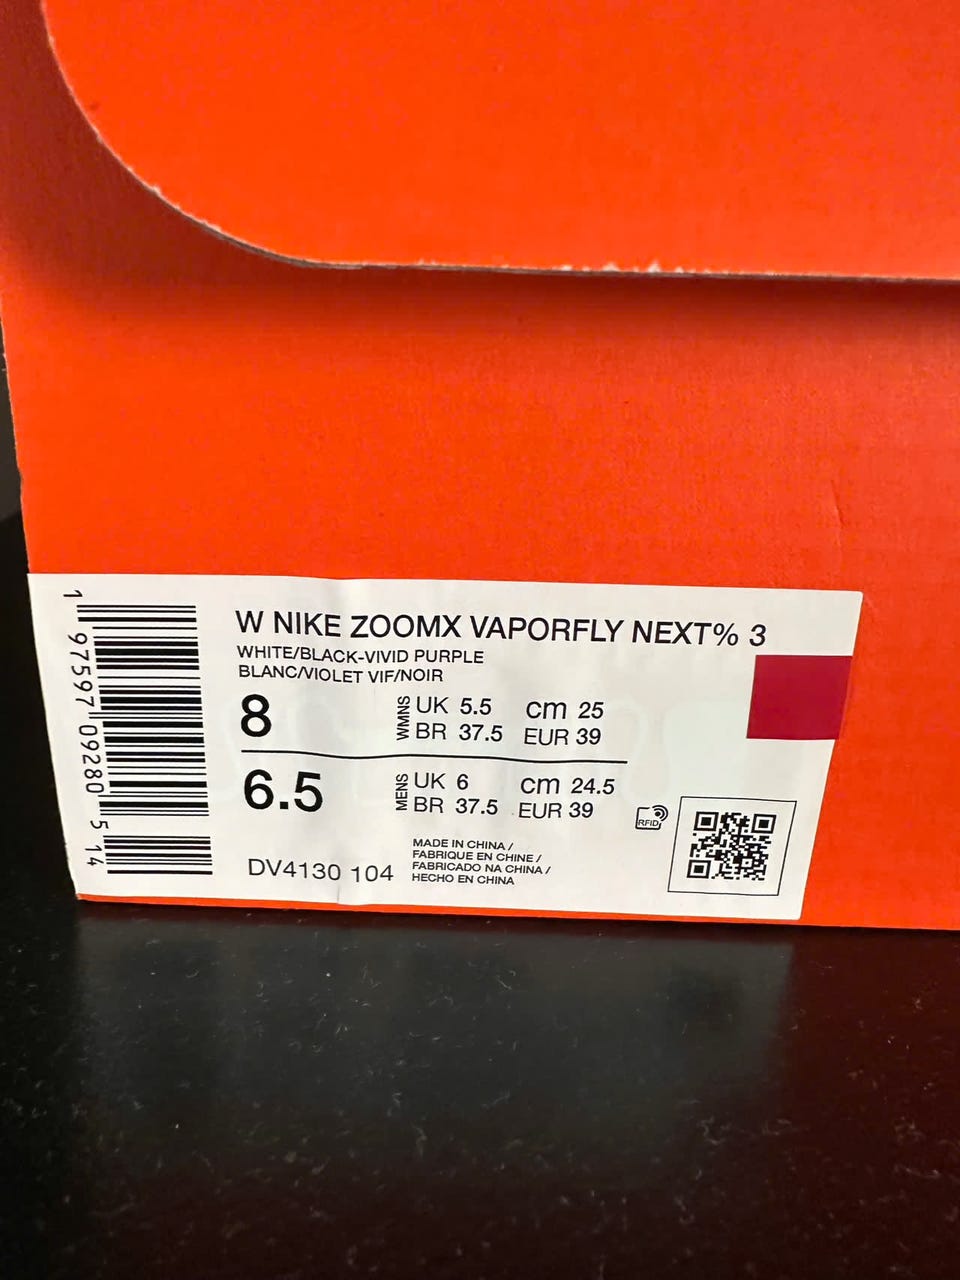 W NIKE ZOOMX VAPORFLY NEXT% 3
WHITE/BLACK-VIVID PURPLE
BLANC/VIOLET VIF/NOIR
8 WMNS UK 5.5 cm 25
BR 37.5 EUR 39
6.5 MENS UK 6 cm 24.5
BR 37.5 EUR 39
DV4130 104
MADE IN CHINA /
FABRIQUE EN CHINE /
FABRICADO NA CHINA /
HECHO EN CHINA
RFID
1 97597 09280 5 14